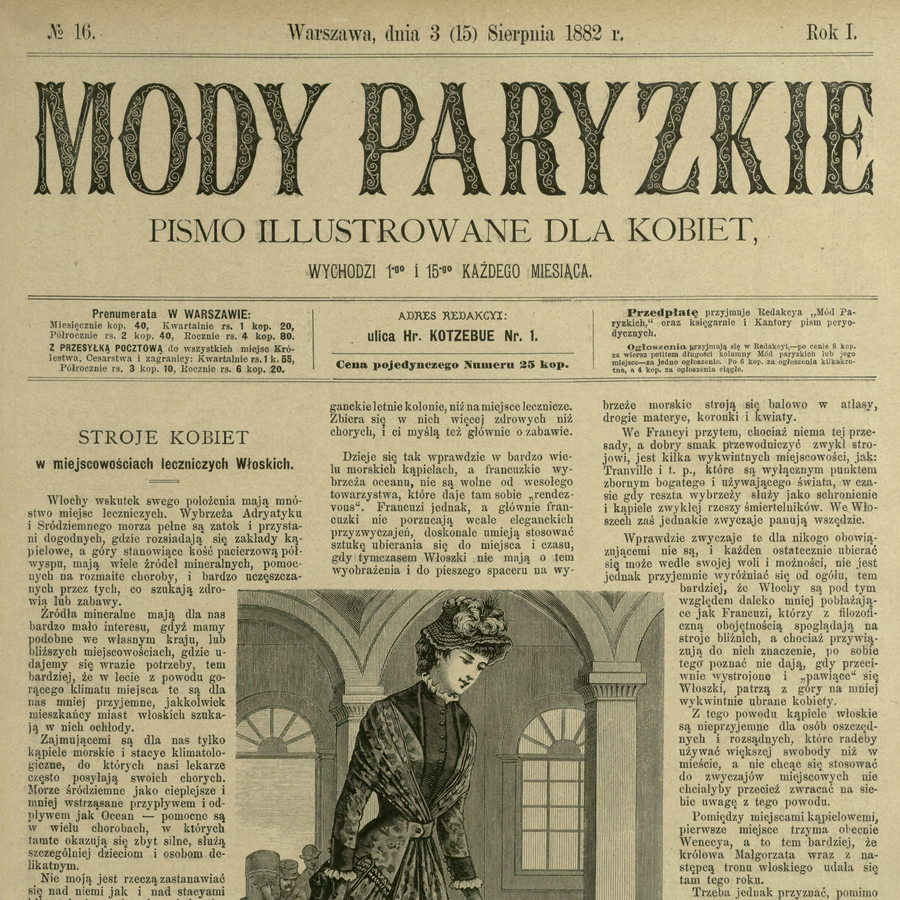 № 16.
Warszawa, dnia 3 (15) Sierpnia 1882 r.
Rok I.
MODY PARYZKIE
PISMO ILLUSTROWANE DLA KOBIET,
WYCHODZI 1-go i 15-go KAŻDEGO MIESIĄCA.
Prenumerata W WARSZAWIE:
Miesięcznie kop. 40, Kwartalnie rs. 1 kop. 20,
Półrocznie rs. 2 kop. 40, Rocznie rs. 4 kop. 80.
Z PRZESYŁKĄ POCZTOWĄ do wszystkich miejsc Kró-
lestwa, Cesarstwa i zagranicy: Kwartalnie rs. 1 k. 55,
Półrocznie rs. 3 kop. 10, Rocznie rs. 6 kop. 20.
ADRES REDAKCYI:
ulica Hr. KOTZEBUE Nr. 1.
Cena pojedynczego Numeru 25 kop.
Przedpłatę przyjmuje Redakcya „Mód Pa-
ryzkich,“ oraz księgarnie i Kantory pism peryo-
dycznych.
Ogłoszenia przyjmują się w Redakcyi,—po cenie 8 kop.
za wiersz petitem długości kolumny Mód paryzkich lub jego
miejsce—za jedno ogłoszenie. Po 6 kop. za ogłoszenia kilkakro-
tne, a 4 kop. za ogłoszenia ciągłe.
STROJE KOBIET
w miejscowościach leczniczych Włoskich.
Włochy wskutek swego położenia mają mnó-
stwo miejsc leczniczych. Wybrzeża Adryatyku
i Śródziemnego morza pełne są zatok i przysta-
ni dogodnych, gdzie rozsiadają się zakłady ką-
pielowe, a góry stanowiące kość pacierzową pół-
wyspu, mają wiele źródeł mineralnych, pomoc-
nych na rozmaite choroby, i bardzo uczęszcza-
nych przez tych, co szukają zdro-
wia lub zabawy.
Źródła mineralne mają dla nas
bardzo mało interesu, gdyż mamy
podobne we własnym kraju, lub
bliższych miejscowościach, gdzie u-
dajemy się wrazie potrzeby, tem
bardziej, że w lecie z powodu go-
rącego klimatu miejsca te są dla
nas mniej przyjemne, jakkolwiek
mieszkańcy miast włoskich szuka-
ją w nich ochłody.
Zajmującemi są dla nas tylko
kąpiele morskie i stacye klimatolo-
giczne, do których nasi lekarze
często posyłają swoich chorych.
Morze śródziemne jako cieplejsze i
mniej wstrząsane przypływem i od-
pływem jak Ocean — pomocne są
w wielu chorobach, w których
tamte okazują się zbyt silne, służą
szczególniej dzieciom i osobom de-
likatnym.
Nie moją jest rzeczą zastanawiać
się nad niemi jak i nad stacyami
ganckie letnie kolonie, niż na miejsce lecznicze.
Zbiera się w nich więcej zdrowych niż
chorych, i ci myślą też głównie o zabawie.
Dzieje się tak wprawdzie w bardzo wie-
lu morskich kąpielach, a francuzkie wy-
brzeża oceanu, nie są wolne od wesołego
towarzystwa, które daje tam sobie „rendez-
vous“. Francuzi jednak, a głównie fran-
cuzki nie porzucają wcale eleganckich
przyzwyczajeń, doskonale umieją stosować
sztukę ubierania się do miejsca i czasu,
gdy tymczasem Włoszki nie mają o tem
wyobrażenia i do pieszego spaceru na wy-
brzeże morskie stroją się balowo w atłasy,
drogie materye, koronki i kwiaty.
We Francyi przytem, chociaż niema tej prze-
sady, a dobry smak przewodniczyć zwykł stro-
jowi, jest kilka wykwintnych miejscowości, jak:
Tranville i t. p., które są wyłącznym punktem
zbornym bogatego i używającego świata, w cza-
sie gdy reszta wybrzeży służy jako schronienie
i kąpiele zwykłej rzeszy śmiertelników. We Wło-
szech zaś jednakie zwyczaje panują wszędzie.
Wprawdzie zwyczaje te dla nikogo obowią-
zującemi nie są, i każden ostatecznie ubierać
się może wedle swojej woli i możności, nie jest
jednak przyjemnie wyróżniać się od ogółu, tem
bardziej, że Włochy są pod tym
względem daleko mniej pobłażają-
ce jak Francuzi, którzy z filozofi-
czną obojętnością spoglądają na
stroje bliźnich, a chociaż przywią-
zują do nich znaczenie, po sobie
tego poznać nie dają, gdy przeci-
wnie wystrojone i „pawiące“ się
Włoszki, patrzą z góry na mniej
wykwintnie ubrane kobiety.
Z tego powodu kąpiele włoskie
są nieprzyjemne dla osób oszczęd-
nych i rozsądnych, które radeby
używać większej swobody niż w
mieście, a nie chcąc się stosować
do zwyczajów miejscowych nie
chciałyby przecież zwracać na sie-
bie uwagę z tego powodu.
Pomiędzy miejscami kąpielowemi,
pierwsze miejsce trzyma obecnie
Wenecya, a to tem bardziej, że
królowa Małgorzata wraz z na-
stępcą tronu włoskiego udała się
tam tego roku.
Trzeba jednak przyznać, pomimo